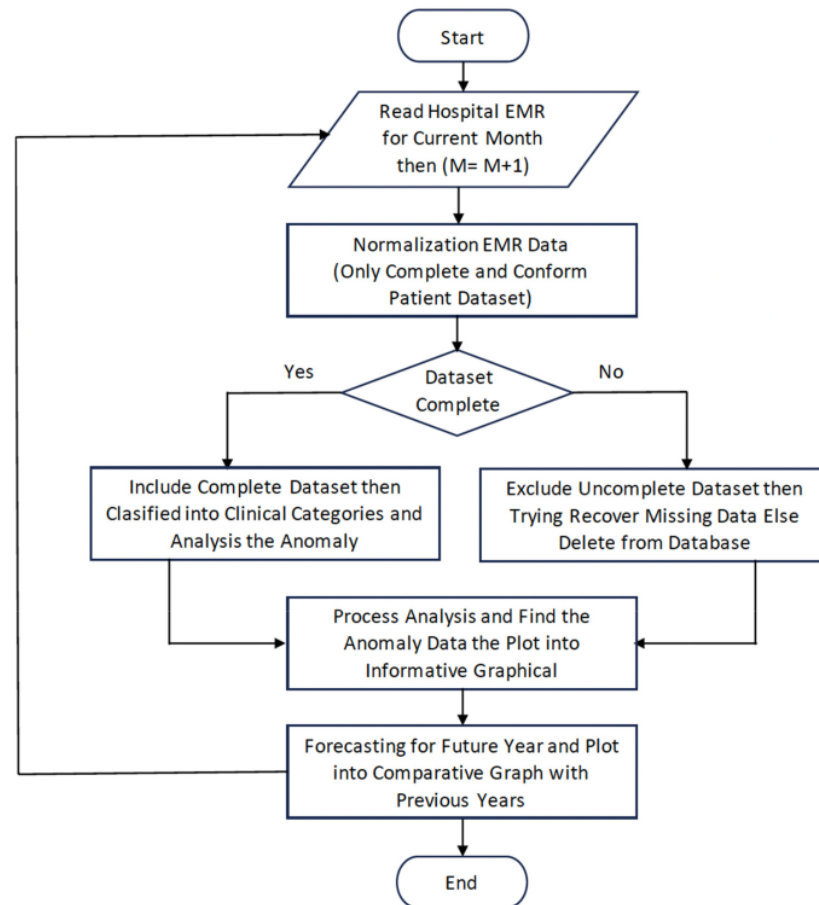 Start
Read Hospital EMR
for Current Month
then (M= M+1)
Normalization EMR Data
(Only Complete and Conform
Patient Dataset)
Yes
Dataset
Complete
No
Include Complete Dataset then
Clasified into Clinical Categories and
Analysis the Anomaly
Exclude Uncomplete Dataset then
Trying Recover Missing Data Else
Delete from Database
Process Analysis and Find the
Anomaly Data the Plot into
Informative Graphical
Forecasting for Future Year and Plot
into Comparative Graph with
Previous Years
End